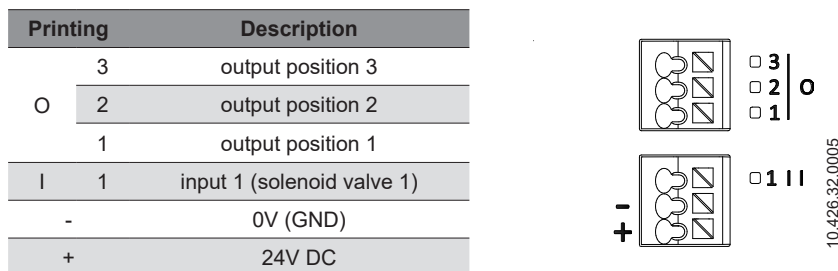 Printing Description
3 output position 3
O 2 output position 2
1 output position 1
I 1 input 1 (solenoid valve 1)
- 0V (GND)
+ 24V DC
3
2 O
1
1 I I
-
+
10.426.32.0005